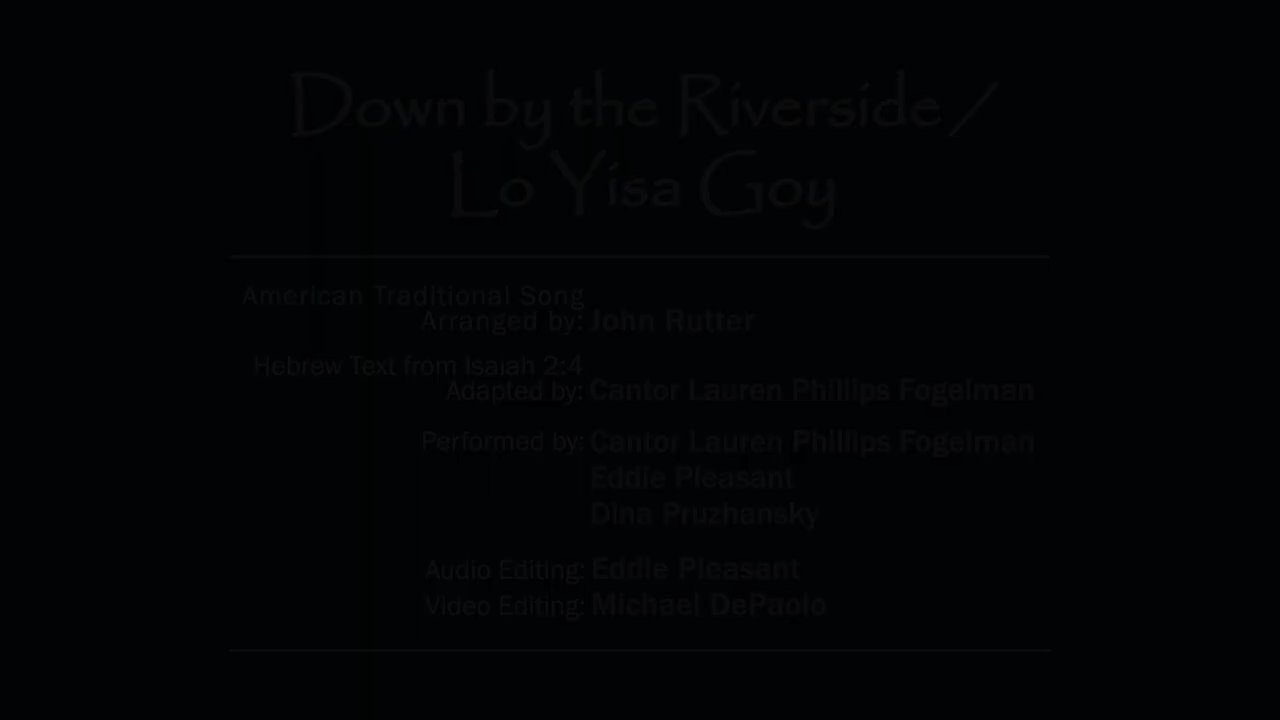 Down by the Riverside /
Lo Yisa Goy
American Traditional Song
Arranged by: John Rutter
Hebrew Text from Isaiah 2:4
Adapted by: Cantor Lauren Phillips Fogelman
Performed by: Cantor Lauren Phillips Fogelman
Eddie Pleasant
Dina Pruzhansky
Audio Editing: Eddie Pleasant
Video Editing: Michael DePaolo